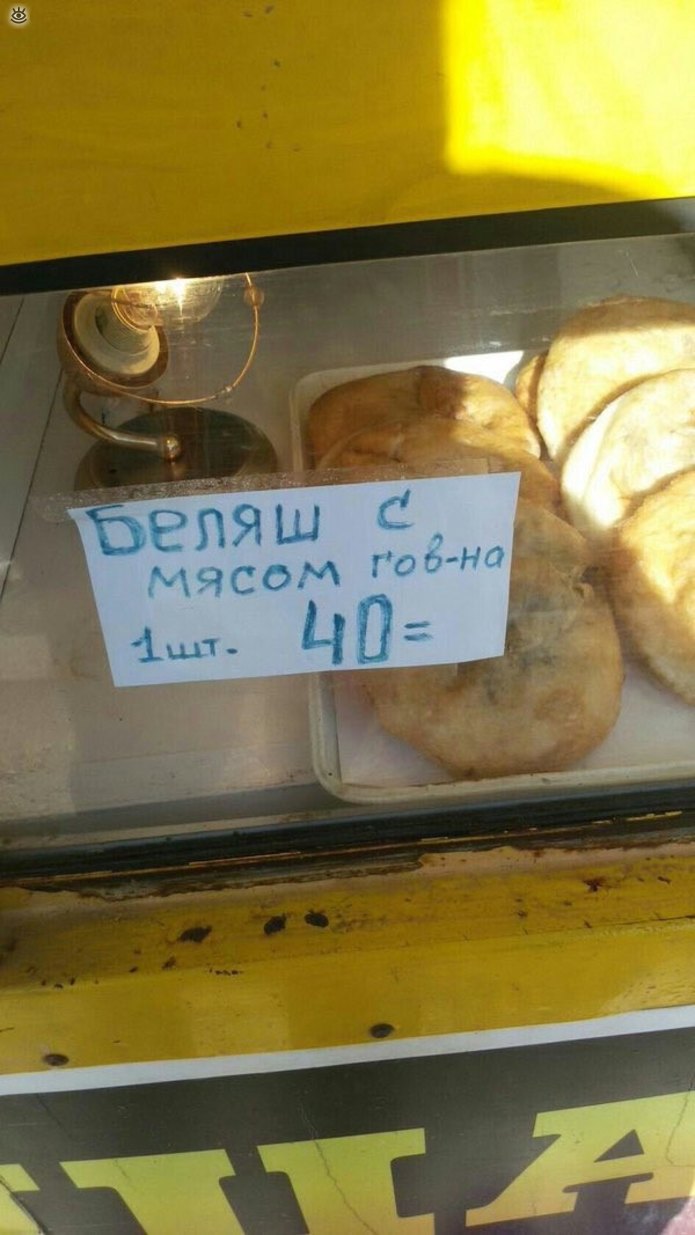 Беляш с
мясом гов-на
1шт. 40=